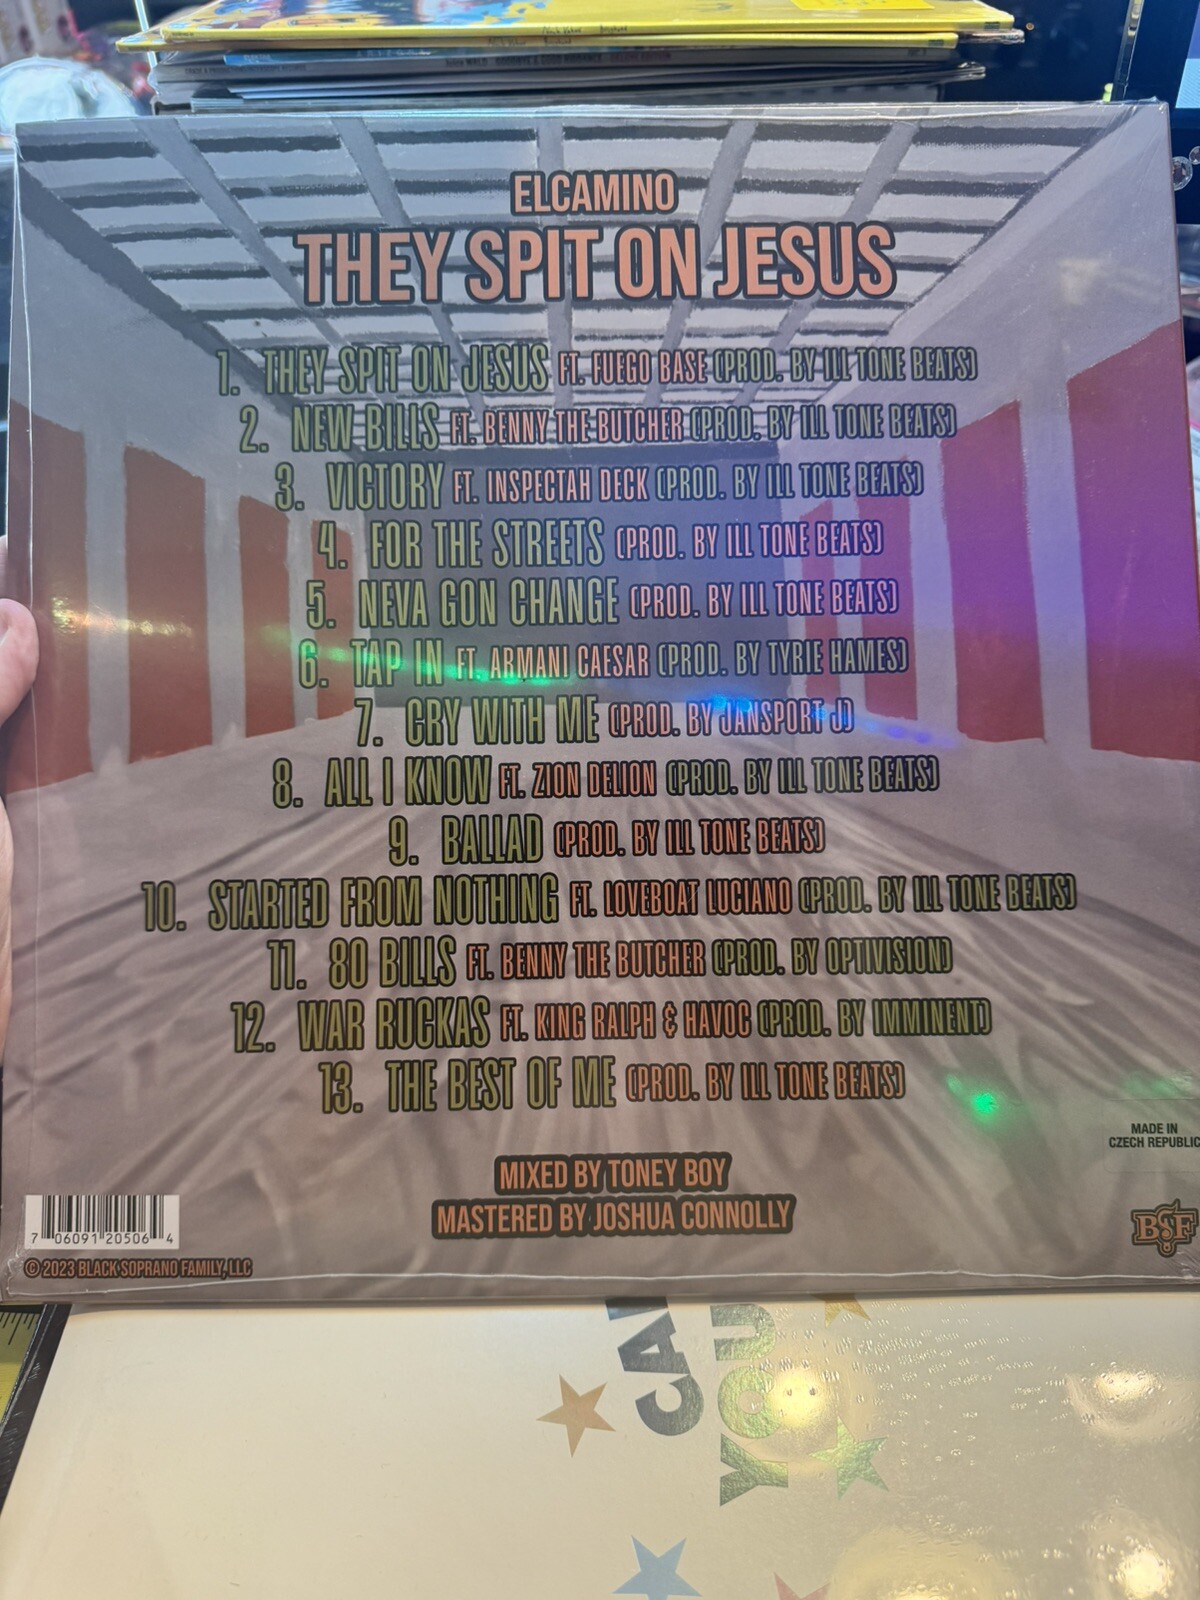 ELCAMINO
THEY SPIT ON JESUS
1. THEY SPIT ON JESUS FT. FUEGO BASE (PROD. BY ILL TONE BEATS)
2. NEW BILLS FT. BENNY THE BUTCHER (PROD. BY ILL TONE BEATS)
3. VICTORY FT. INSPECTAH DECK (PROD. BY ILL TONE BEATS)
4. FOR THE STREETS (PROD. BY ILL TONE BEATS)
5. NEVA GON CHANGE (PROD. BY ILL TONE BEATS)
6. TAP IN FT. ARMANI CAESAR (PROD. BY TYRIE HAMES)
7. CRY WITH ME (PROD. BY JANSPORT J)
8. ALL I KNOW FT. ZION DELION (PROD. BY ILL TONE BEATS)
9. BALLAD (PROD. BY ILL TONE BEATS)
10. STARTED FROM NOTHING FT. LOVEBOAT LUCIANO (PROD. BY ILL TONE BEATS)
11. 80 BILLS FT. BENNY THE BUTCHER (PROD. BY OPTIVISION)
12. WAR RUCKAS FT. KING RALPH & HAVOC (PROD. BY IMMINENT)
13. THE BEST OF ME (PROD. BY ILL TONE BEATS)
MADE IN
CZECH REPUBLIC
MIXED BY TONEY BOY
MASTERED BY JOSHUA CONNOLLY
BSF
7 06091 20506 4
© 2023 BLACK SOPRANO FAMILY, LLC
CA
YOU